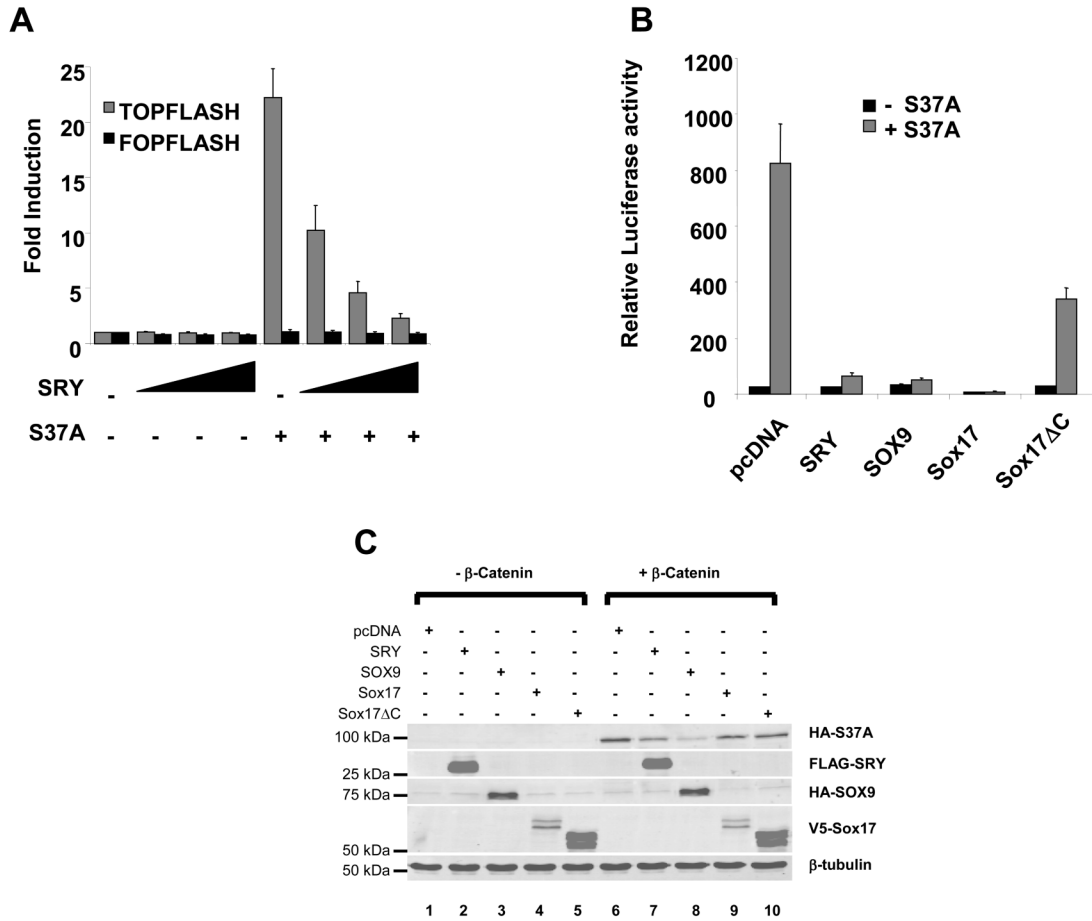 A
25
20
15
10
5
0
Fold Induction
TOPFLASH
FOPFLASH
SRY - -
S37A - - - - + + + +
B
1200
1000
800
600
400
200
0
Relative Luciferase activity
- S37A
+ S37A
pcDNA SRY SOX9 Sox17 Sox17ΔC
C
- β-Catenin + β-Catenin
pcDNA + - - - - + - - - -
SRY - + - - - - + - - -
SOX9 - - + - - - - + - -
Sox17 - - - + - - - - + -
Sox17ΔC - - - - + - - - - +
100 kDa HA-S37A
25 kDa FLAG-SRY
75 kDa HA-SOX9
V5-Sox17
50 kDa
50 kDa β-tubulin
1 2 3 4 5 6 7 8 9 10